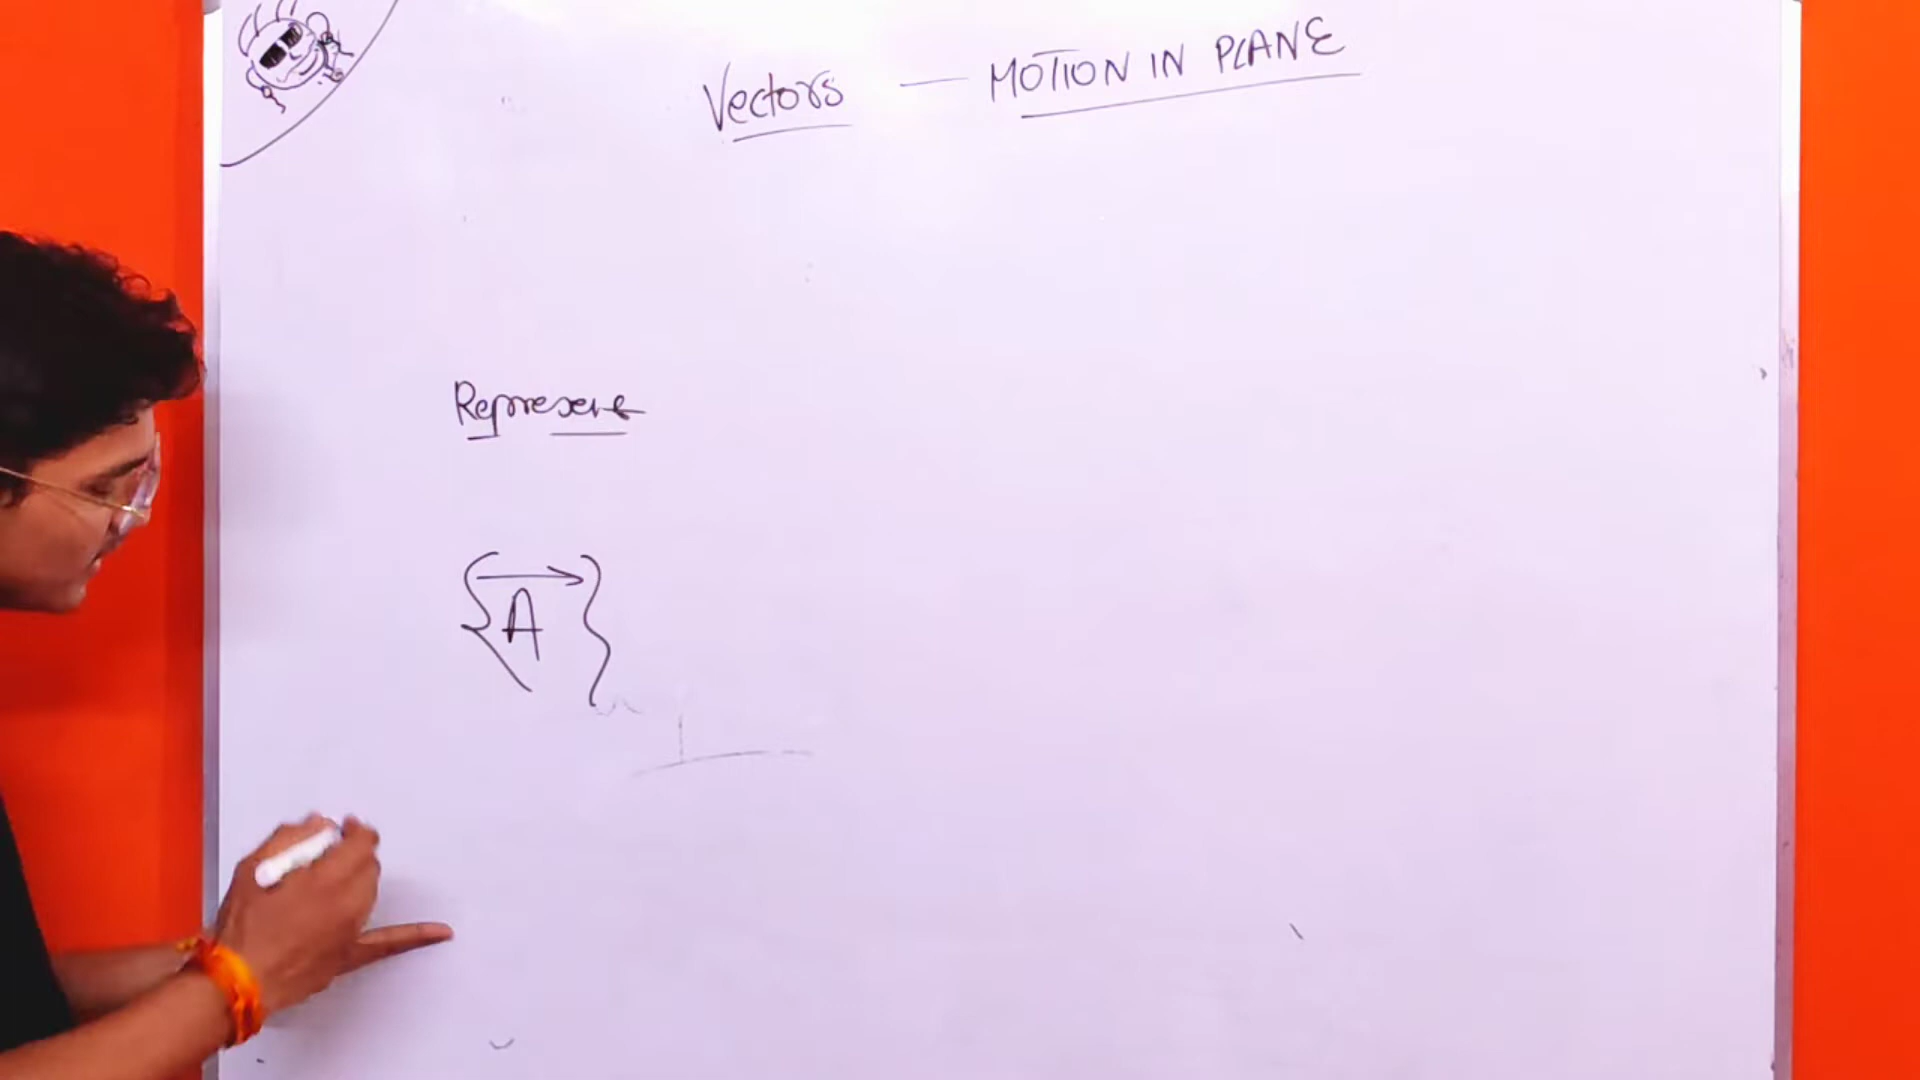 Vectors — MOTION IN PLANE
Represent
{A⃗}